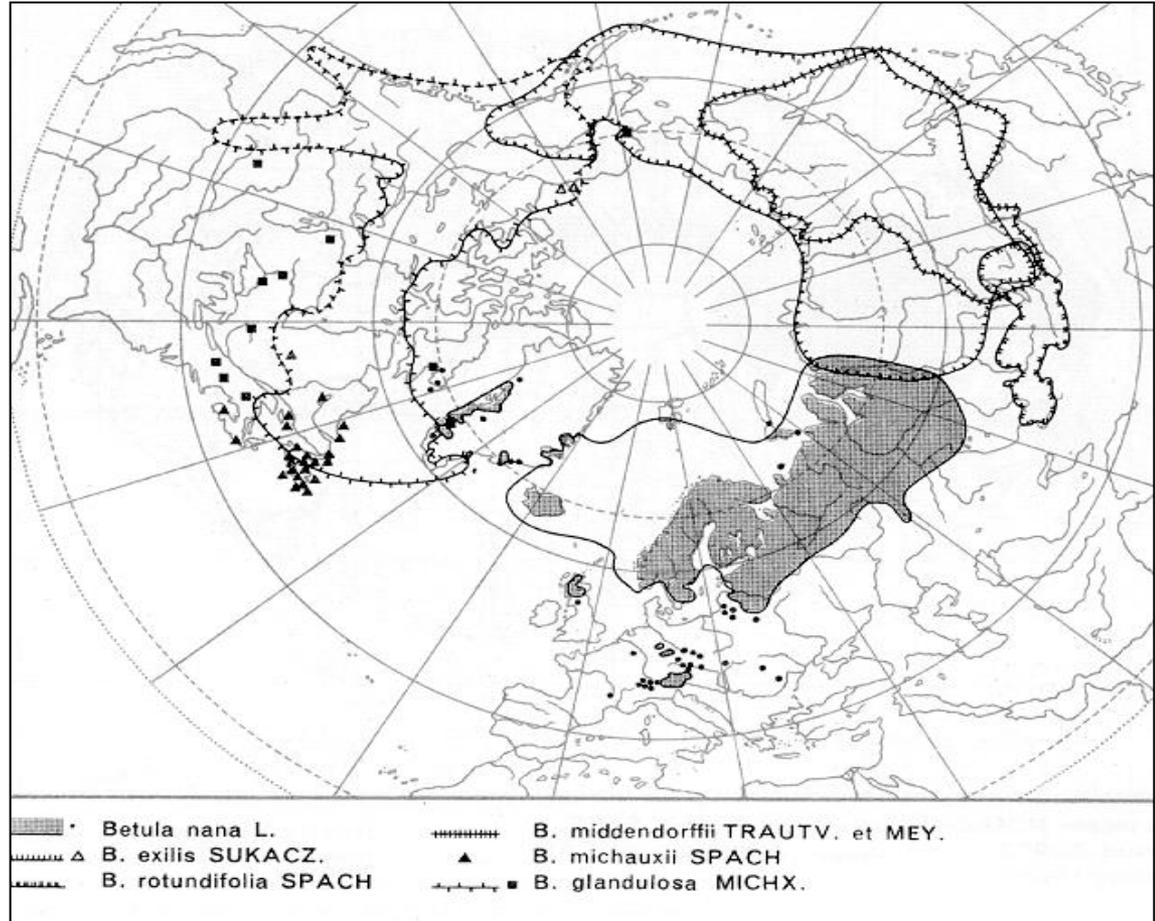 Betula nana L.
B. exilis SUKACZ.
B. rotundifolia SPACH
B. middendorffii TRAUTV. et MEY.
B. michauxii SPACH
B. glandulosa MICHX.